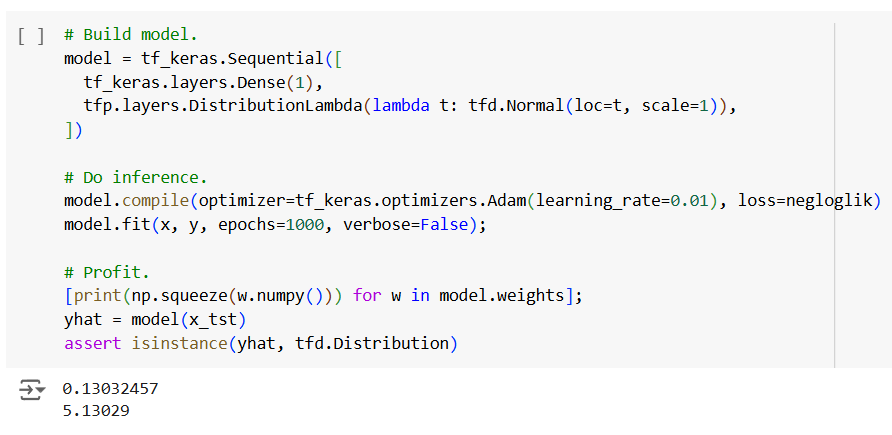 [ ] # Build model.
model = tf_keras.Sequential([
  tf_keras.layers.Dense(1),
  tfp.layers.DistributionLambda(lambda t: tfd.Normal(loc=t, scale=1)),
])

# Do inference.
model.compile(optimizer=tf_keras.optimizers.Adam(learning_rate=0.01), loss=negloglik)
model.fit(x, y, epochs=1000, verbose=False);

# Profit.
[print(np.squeeze(w.numpy())) for w in model.weights];
yhat = model(x_tst)
assert isinstance(yhat, tfd.Distribution)
0.13032457
5.13029